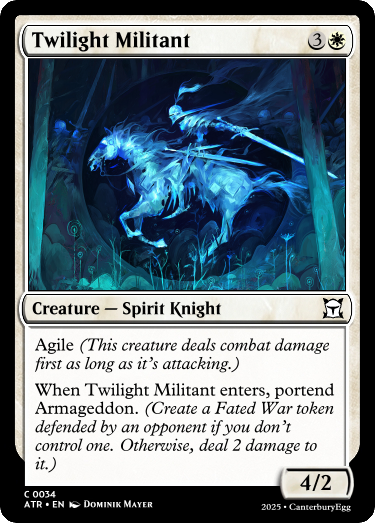 Twilight Militant 3
Creature — Spirit Knight
Agile (This creature deals combat damage
first as long as it's attacking.)
When Twilight Militant enters, portend
Armageddon. (Create a Fated War token
defended by an opponent if you don't
control one. Otherwise, deal 2 damage to
it.)
4/2
C 0034
ATR • EN Dominik Mayer
2025 • CanterburyEgg